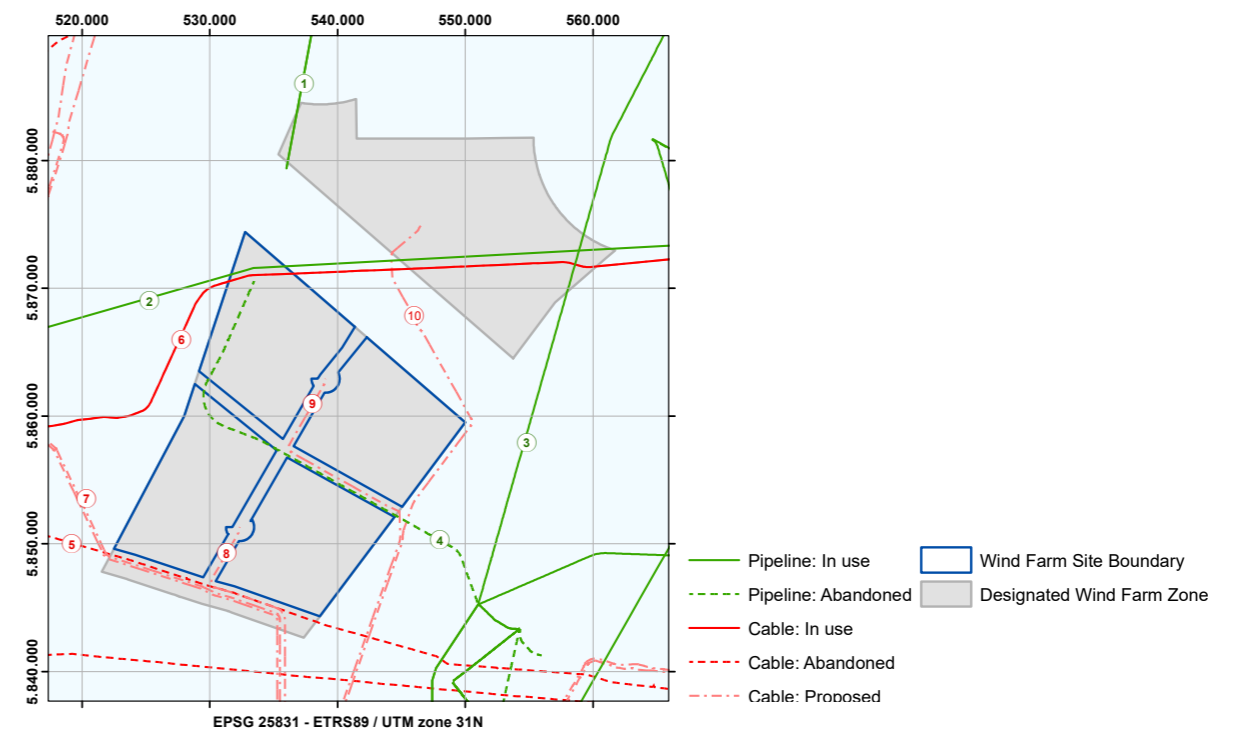 520.000 530.000 540.000 550.000 560.000
5.880.000
5.870.000
5.860.000
5.850.000
5.840.000
1
2
6
10
9
3
7
5
4
8
Pipeline: In use
Pipeline: Abandoned
Cable: In use
Cable: Abandoned
Cable: Proposed
Wind Farm Site Boundary
Designated Wind Farm Zone
EPSG 25831 - ETRS89 / UTM zone 31N